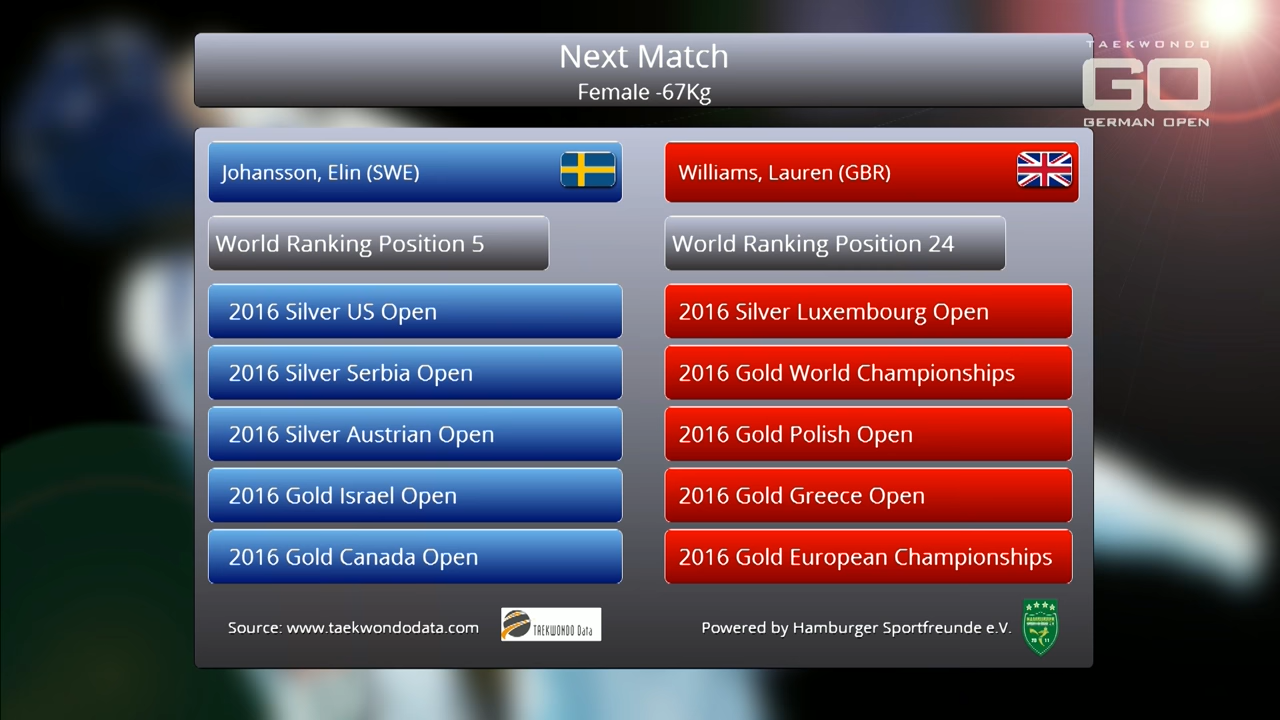 TAEKWONDO
GO
GERMAN OPEN
Next Match
Female -67Kg
Johansson, Elin (SWE)
Williams, Lauren (GBR)
World Ranking Position 5
World Ranking Position 24
2016 Silver US Open
2016 Silver Luxembourg Open
2016 Silver Serbia Open
2016 Gold World Championships
2016 Silver Austrian Open
2016 Gold Polish Open
2016 Gold Israel Open
2016 Gold Greece Open
2016 Gold Canada Open
2016 Gold European Championships
Source: www.taekwondodata.com
TAEKWONDO Data
Powered by Hamburger Sportfreunde e.V.